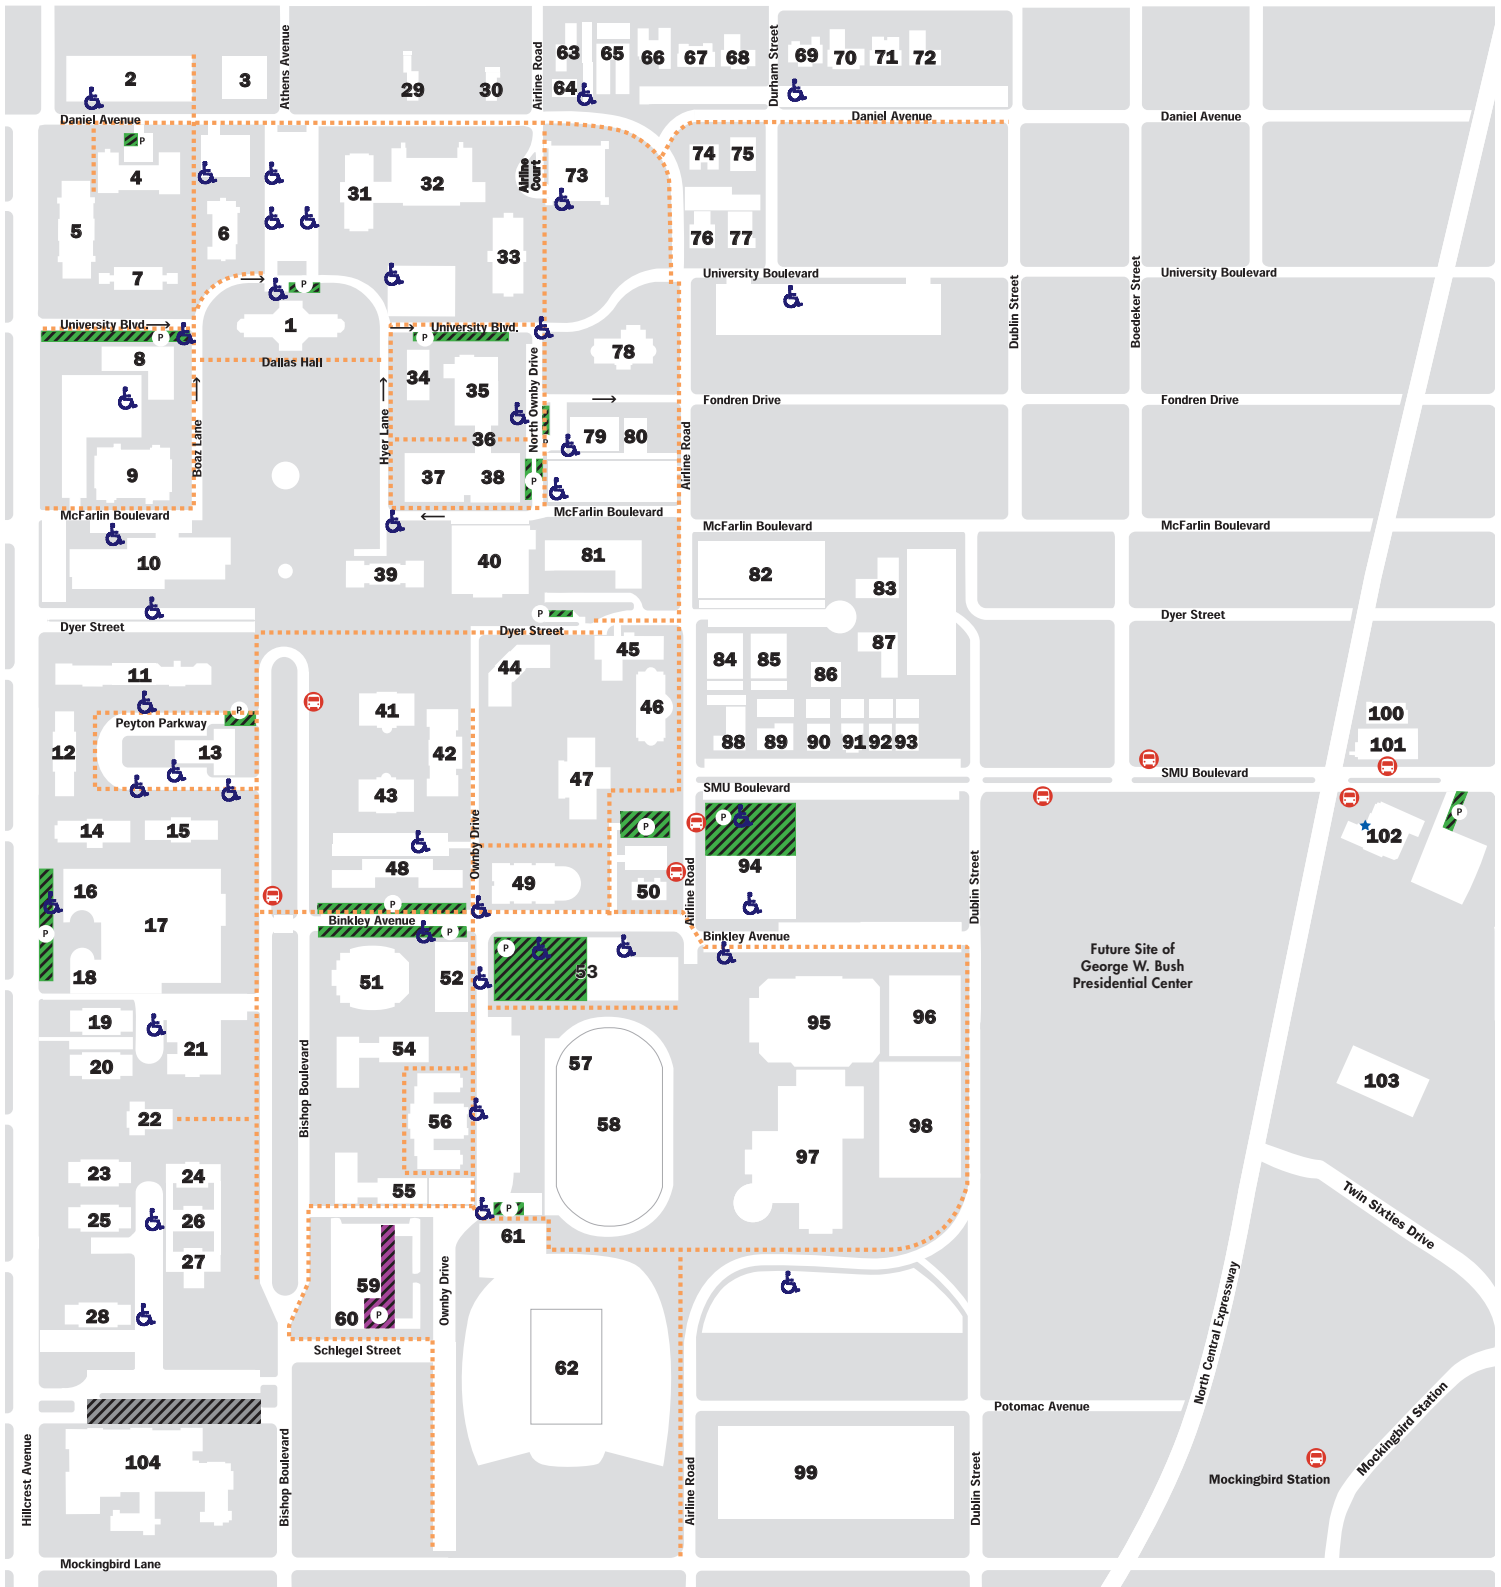 Athens Avenue
Airline Road
Durham Street
2
3
29
30
63
64
65
66
67
68
69
70
71
72
Daniel Avenue
Daniel Avenue
Daniel Avenue
P
4
5
6
7
31
32
33
Airline
Court
73
74
75
76
77
University Boulevard
University Boulevard
Dublin Street
Boedeker Street
P
1
University Blvd.
P
University Blvd.
P
Dallas Hall
8
9
Boaz Lane
Hyer Lane
34
35
36
37
38
North Ownby Drive
P
P
78
79
80
Fondren Drive
Fondren Drive
Airline Road
McFarlin Boulevard
McFarlin Boulevard
McFarlin Boulevard
McFarlin Boulevard
10
39
40
81
82
83
87
P
Dyer Street
Dyer Street
Dyer Street
11
12
13
Peyton Parkway
P
14
15
41
42
43
44
45
46
47
84
85
86
88
89
90
91
92
93
100
101
102
SMU Boulevard
SMU Boulevard
P
P
P
Ownby Drive
48
49
50
94
Airline Road
Dublin Street
16
17
18
P
P
Binkley Avenue
P
Binkley Avenue
P
51
52
53
Future Site of
George W. Bush
Presidential Center
19
20
21
22
Bishop Boulevard
54
55
56
57
58
95
96
97
98
103
23
24
25
26
27
28
P
61
59
60
P
Ownby Drive
Schlegel Street
62
Twin Sixties Drive
North Central Expressway
Potomac Avenue
Mockingbird Station
Mockingbird Station
104
99
Hillcrest Avenue
Bishop Boulevard
Airline Road
Dublin Street
Mockingbird Lane